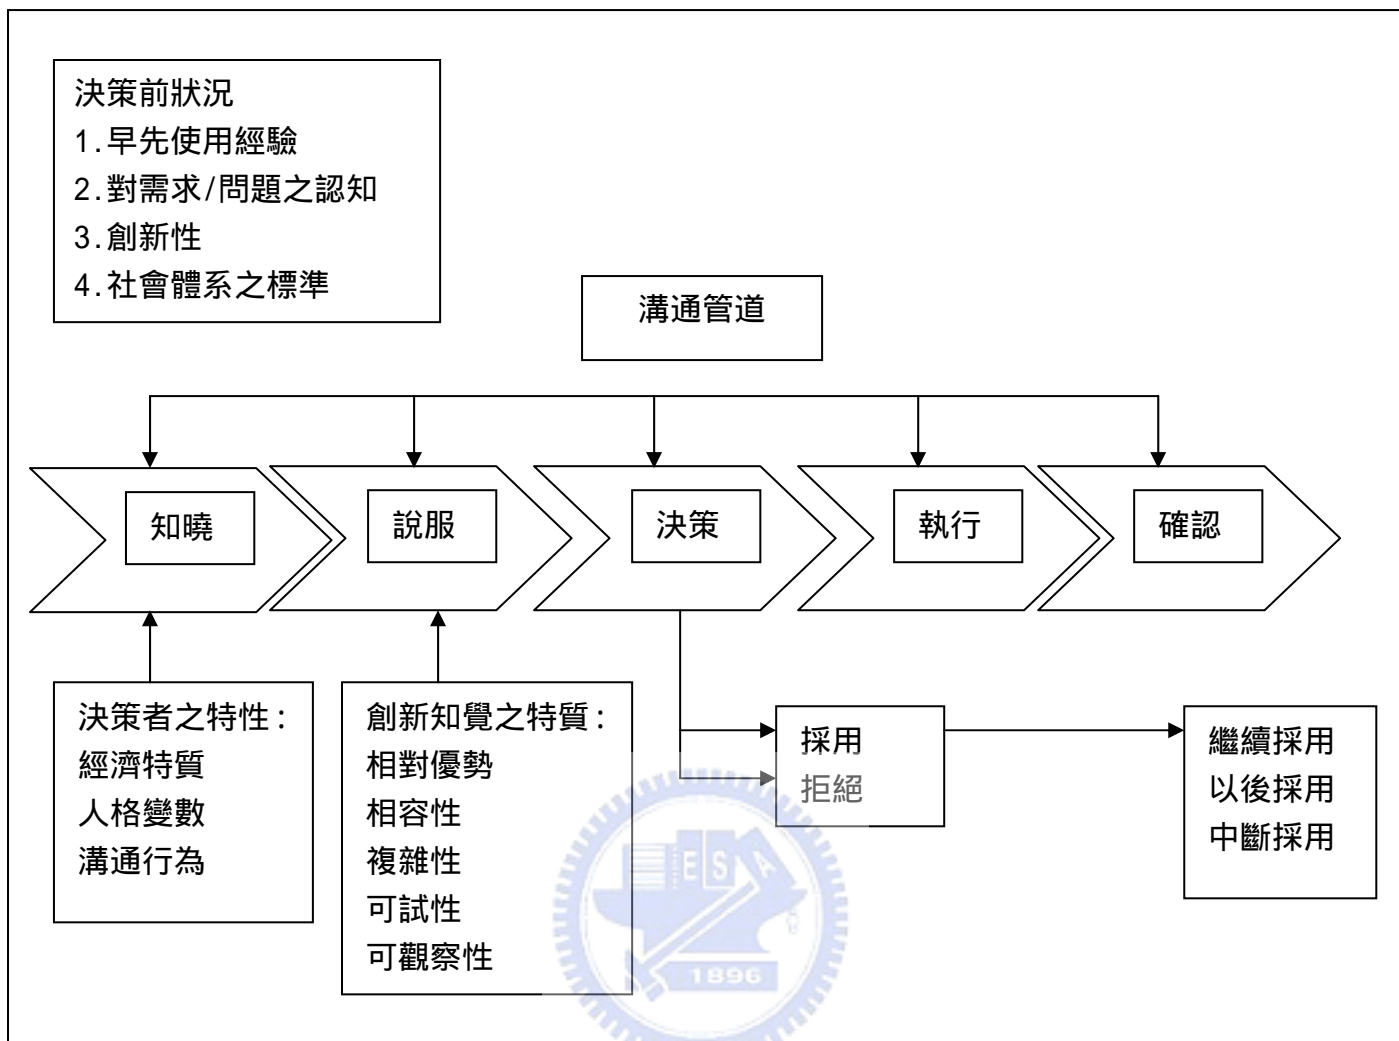 決策前狀況
1.早先使用經驗
2.對需求/問題之認知
3.創新性
4.社會體系之標準
溝通管道
知曉
說服
決策
執行
確認
決策者之特性:
經濟特質
人格變數
溝通行為
創新知覺之特質:
相對優勢
相容性
複雜性
可試性
可觀察性
採用
拒絕
繼續採用
以後採用
中斷採用
ESA
1896